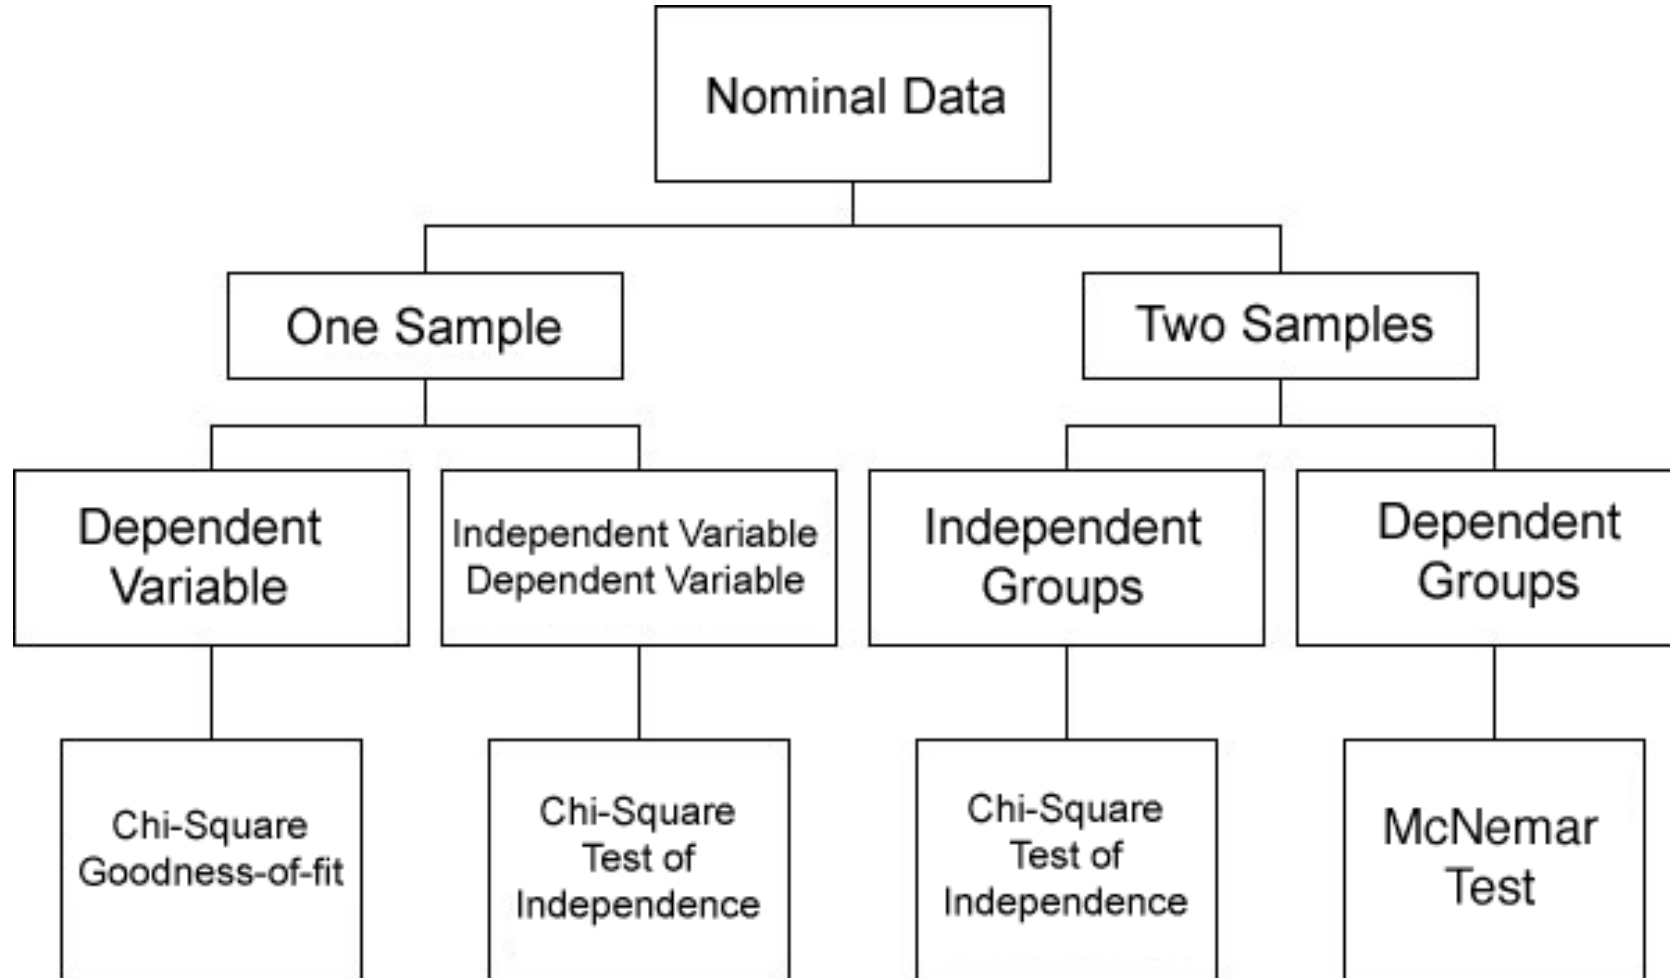 Nominal Data
One Sample
Two Samples
Dependent
Variable
Independent Variable
Dependent Variable
Independent
Groups
Dependent
Groups
Chi-Square
Goodness-of-fit
Chi-Square
Test of
Independence
Chi-Square
Test of
Independence
McNemar
Test